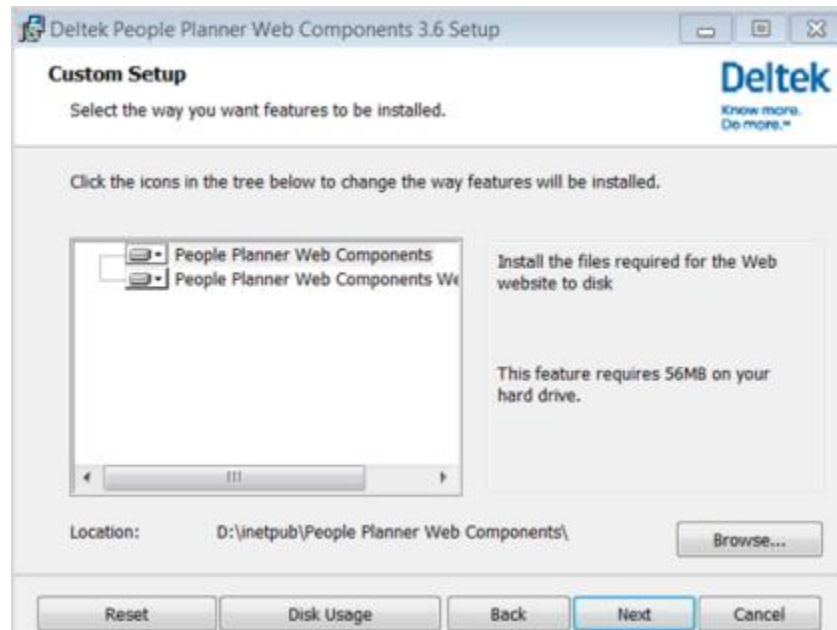 Deltek People Planner Web Components 3.6 Setup
Custom Setup
Select the way you want features to be installed.
Deltek
Know more.
Do more.™
Click the icons in the tree below to change the way features will be installed.
People Planner Web Components
People Planner Web Components We
Install the files required for the Web
website to disk
This feature requires 56MB on your
hard drive.
Location: D:\inetpub\People Planner Web Components\
Browse...
Reset Disk Usage Back Next Cancel